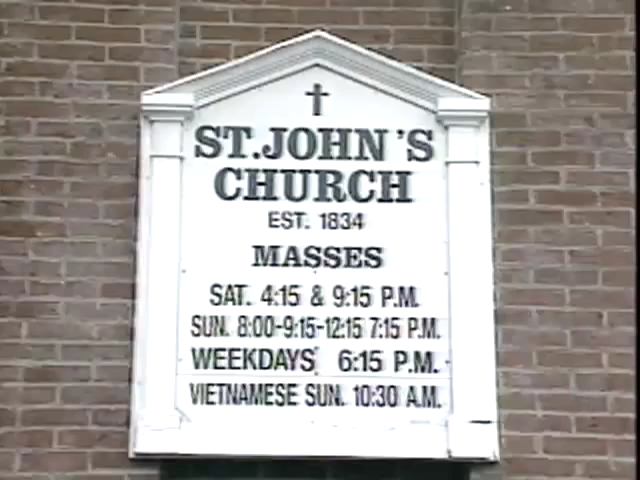 ST. JOHN'S
CHURCH
EST. 1834
MASSES
SAT. 4:15 & 9:15 P.M.
SUN. 8:00-9:15-12:15 7:15 P.M.
WEEKDAYS 6:15 P.M.
VIETNAMESE SUN. 10:30 A.M.